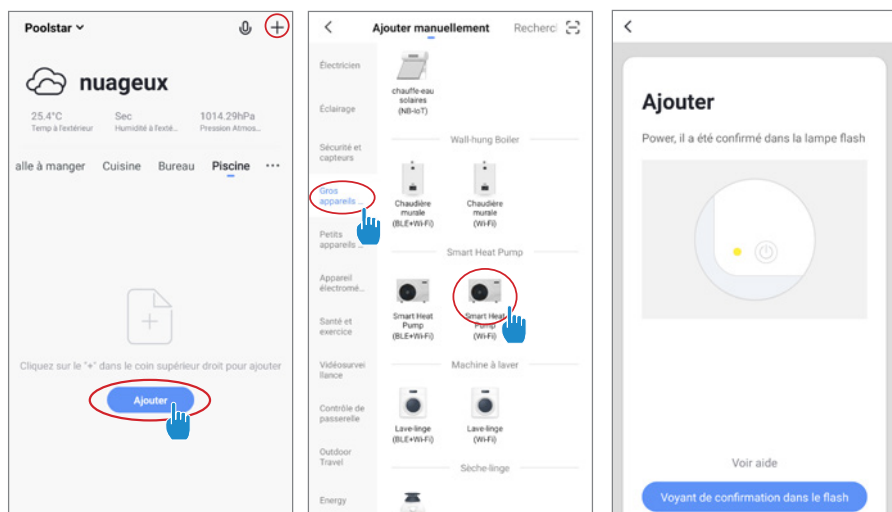 Poolstar
nuageux
25.4°C Sec 1014.29hPa
Temp à l'extérieur Humidité à l'exté... Pression Atmos...
alle à manger Cuisine Bureau Piscine ...
Cliquez sur le "+" dans le coin supérieur droit pour ajouter
Ajouter
Ajouter manuellement Recherc
Électricien
Éclairage
Sécurité et
capteurs
Gros
appareils ...
Petits
appareils ...
Appareil
électromé...
Santé et
exercice
Vidéosurvei
llance
Contrôle de
passerelle
Outdoor
Travel
Energy
chauffe-eau
solaires
(NB-IoT)
Wall-hung Boiler
Chaudière
murale
(BLE+Wi-Fi)
Chaudière
murale
(Wi-Fi)
Smart Heat Pump
Smart Heat
Pump
(BLE+Wi-Fi)
Smart Heat
Pump
(Wi-Fi)
Machine à laver
Lave-linge
(BLE+Wi-Fi)
Lave-linge
(Wi-Fi)
Sèche-linge
Ajouter
Power, il a été confirmé dans la lampe flash
Voir aide
Voyant de confirmation dans le flash